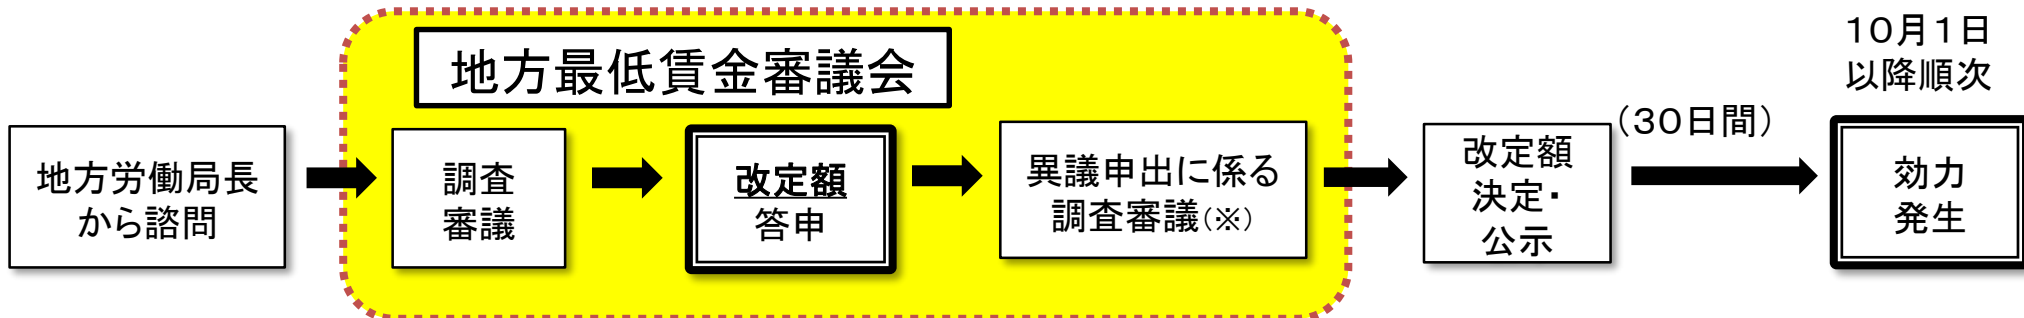 地方最低賃金審議会
地方労働局長
から諮問
調査
審議
改定額
答申
異議申出に係る
調査審議(※)
改定額
決定・
公示
(30日間)
10月1日
以降順次
効力
発生